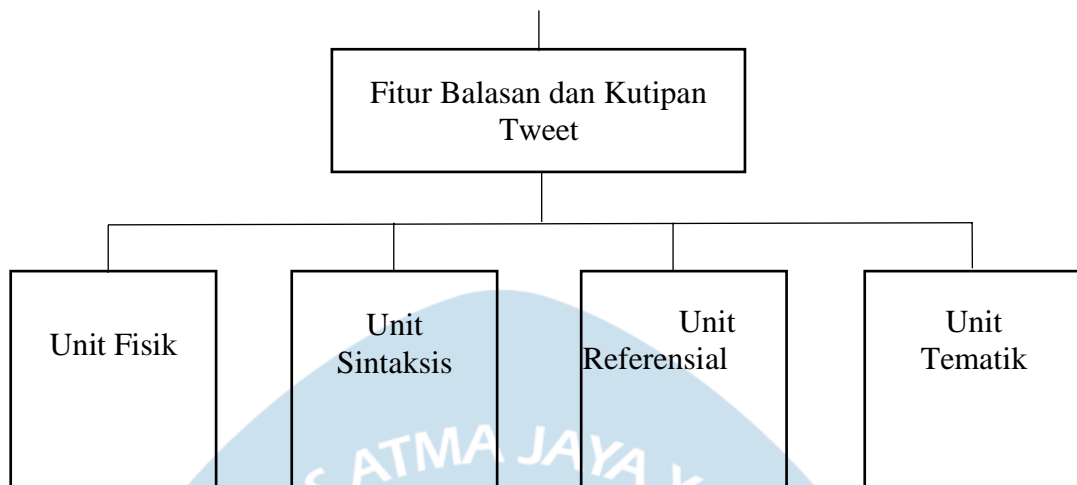 Fitur Balasan dan Kutipan
Tweet
Unit Fisik
Unit
Sintaksis
Unit
Referensial
Unit
Tematik
ATMA JAYA